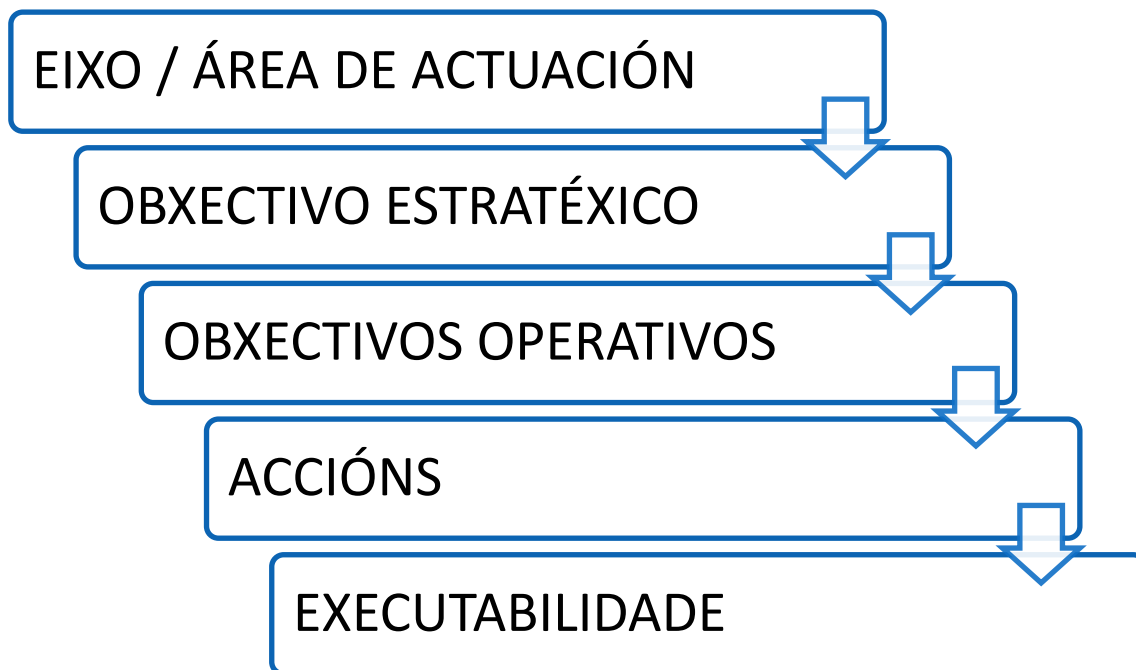 EIXO / ÁREA DE ACTUACIÓN
OBXECTIVO ESTRATÉXICO
OBXECTIVOS OPERATIVOS
ACCIÓNS
EXECUTABILIDADE